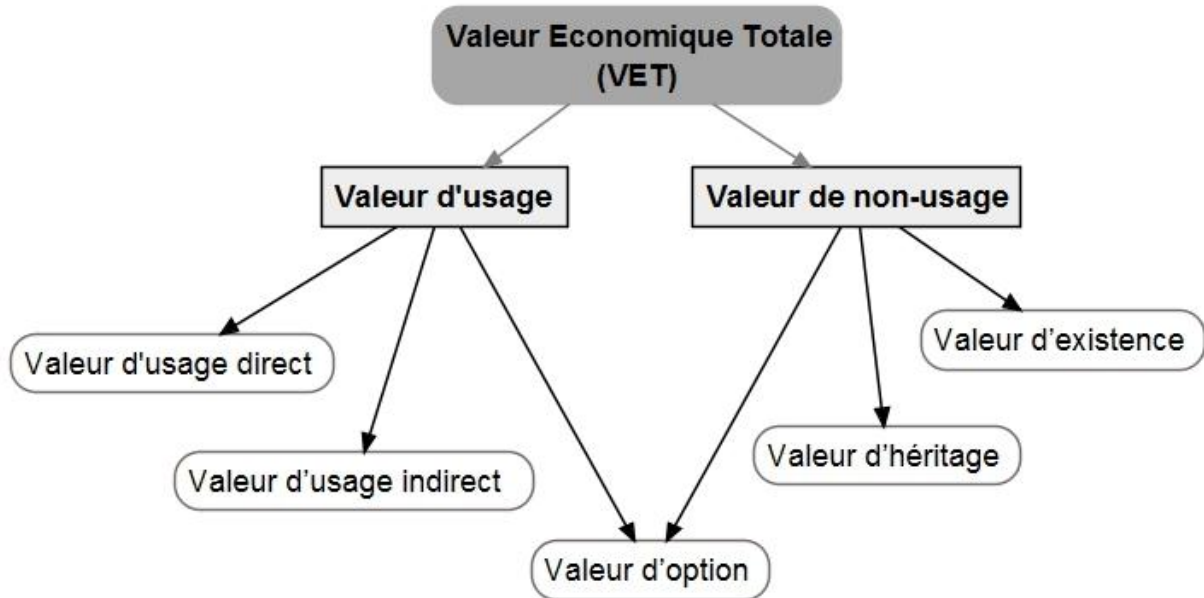 Valeur Economique Totale
(VET)
Valeur d'usage
Valeur de non-usage
Valeur d'usage direct
Valeur d’existence
Valeur d’héritage
Valeur d’usage indirect
Valeur d’option